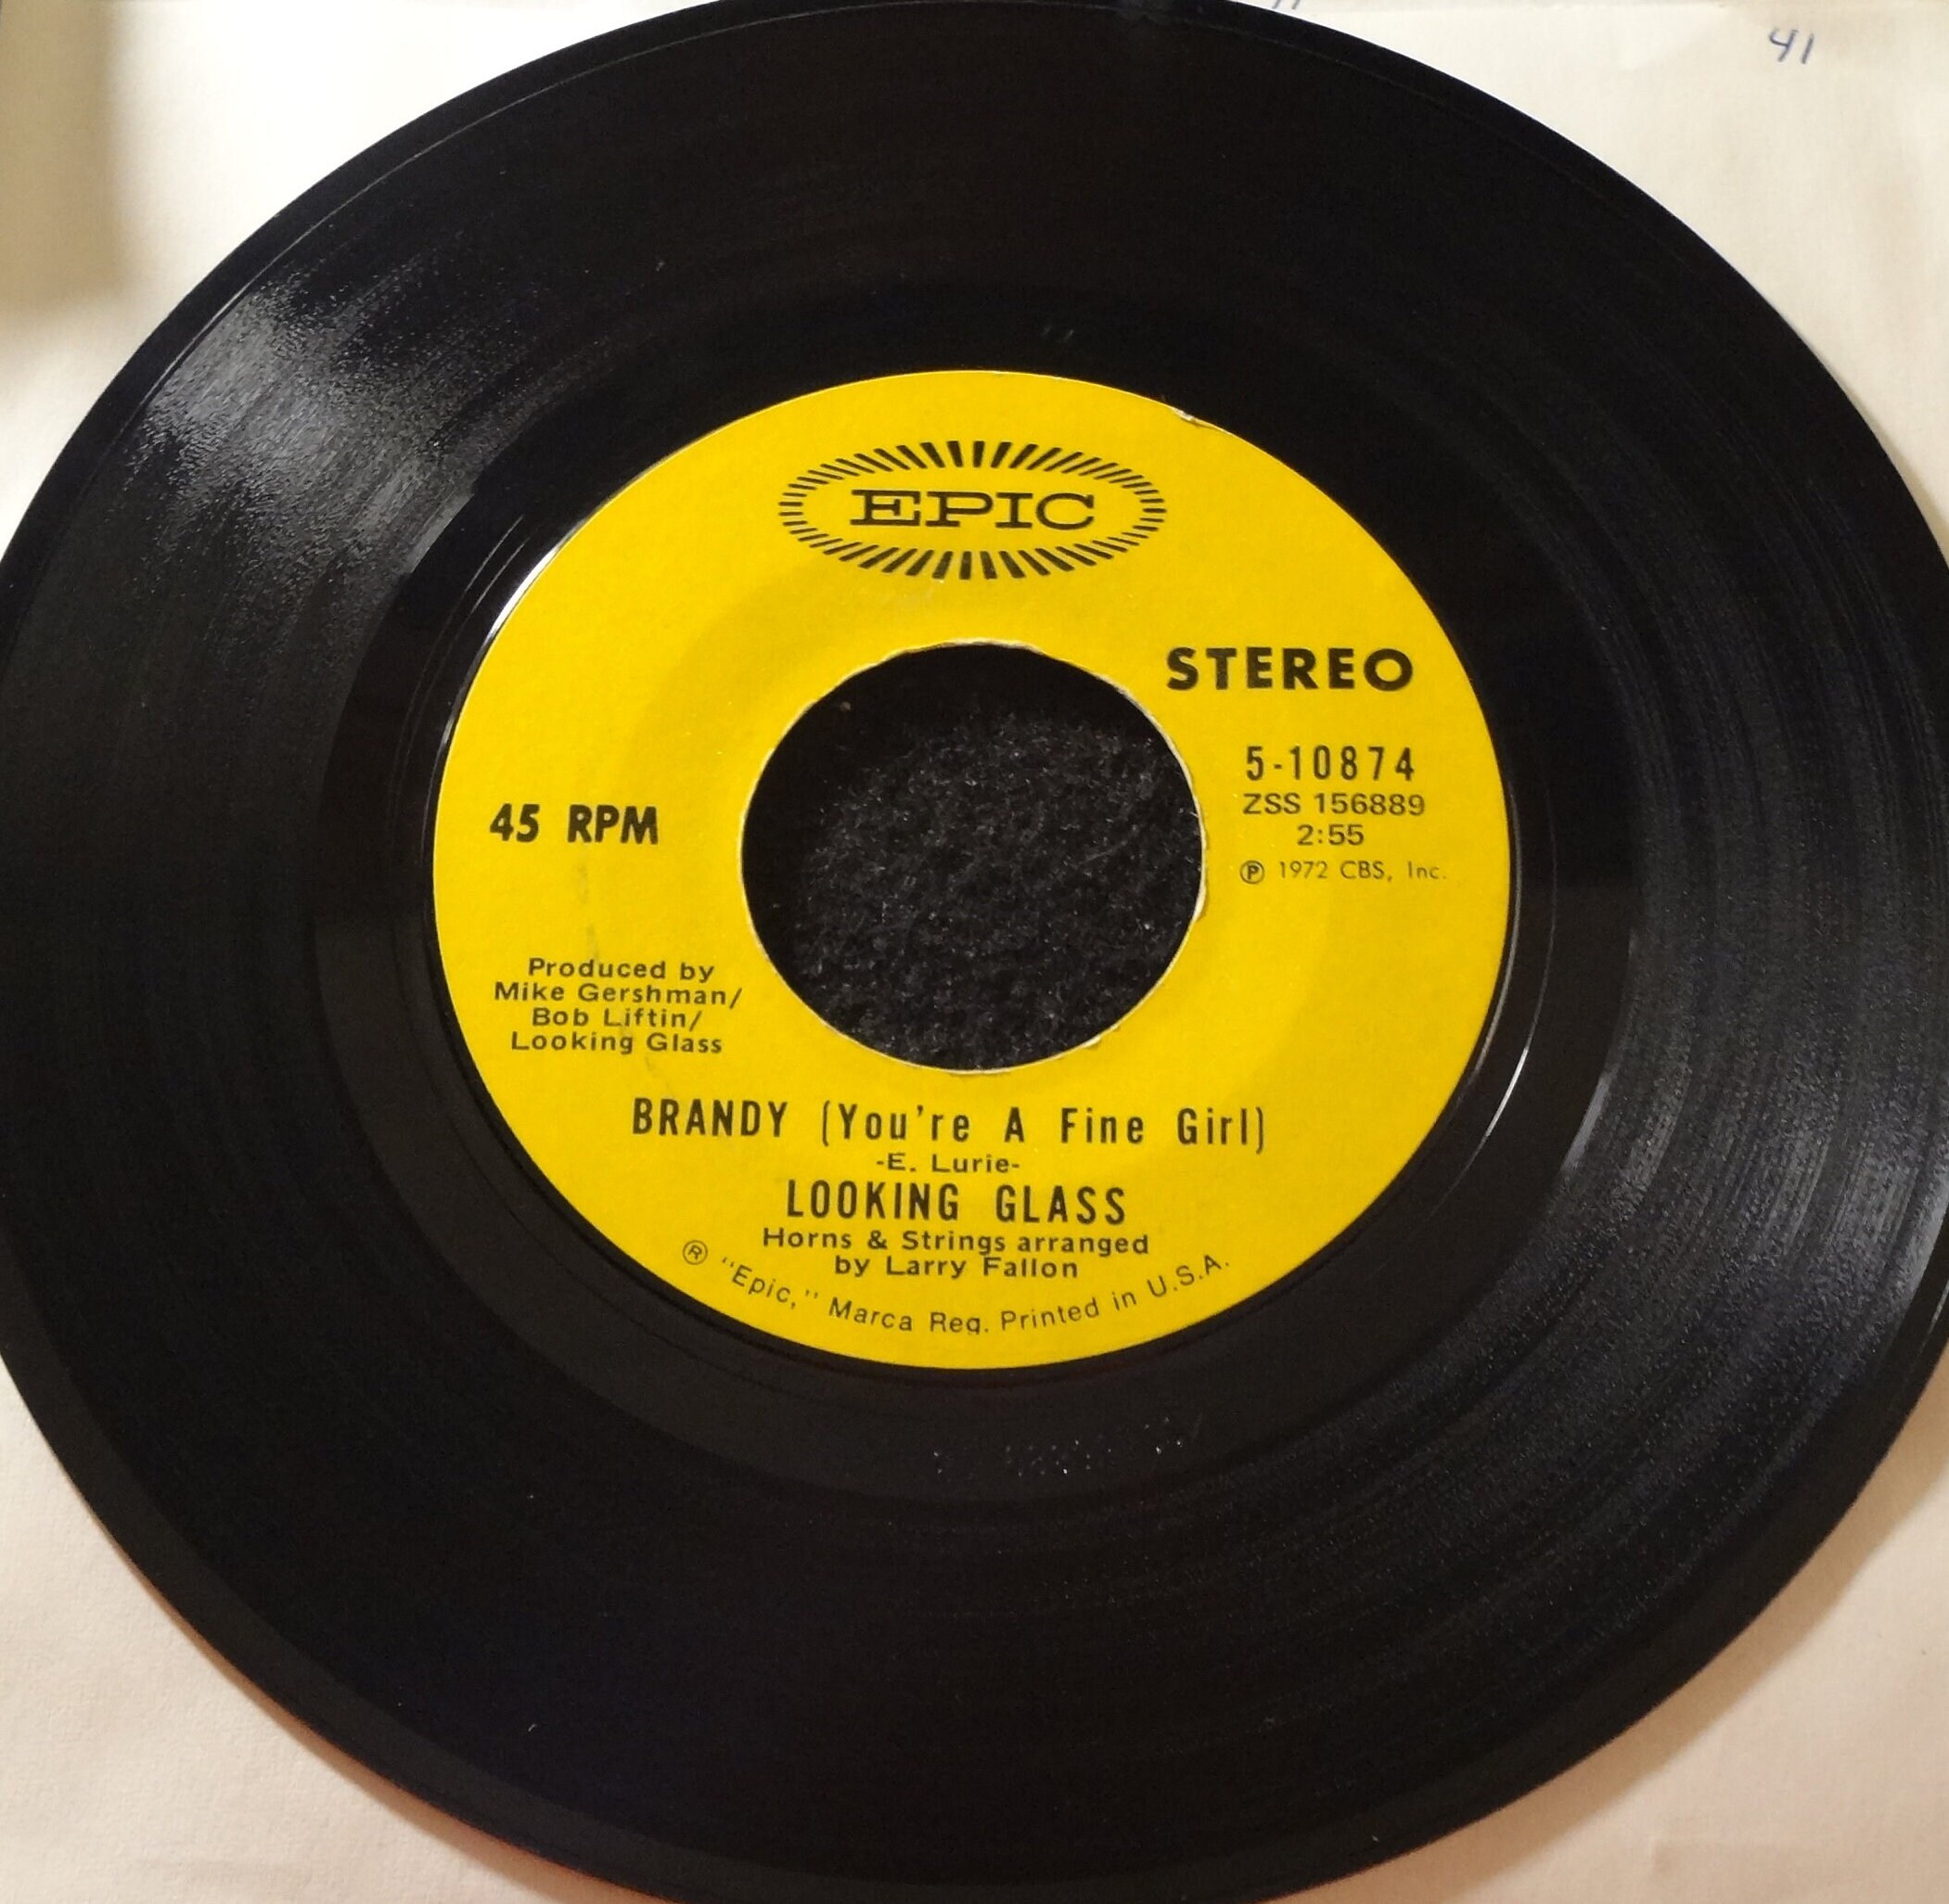 41
EPIC
STEREO
5-10874
ZSS 156889
2:55
℗ 1972 CBS, Inc.
45 RPM
Produced by
Mike Gershman/
Bob Liftin/
Looking Glass
BRANDY (You're A Fine Girl)
-E. Lurie-
LOOKING GLASS
Horns & Strings arranged
by Larry Fallon
® "Epic," Marca Reg. Printed in U.S.A.